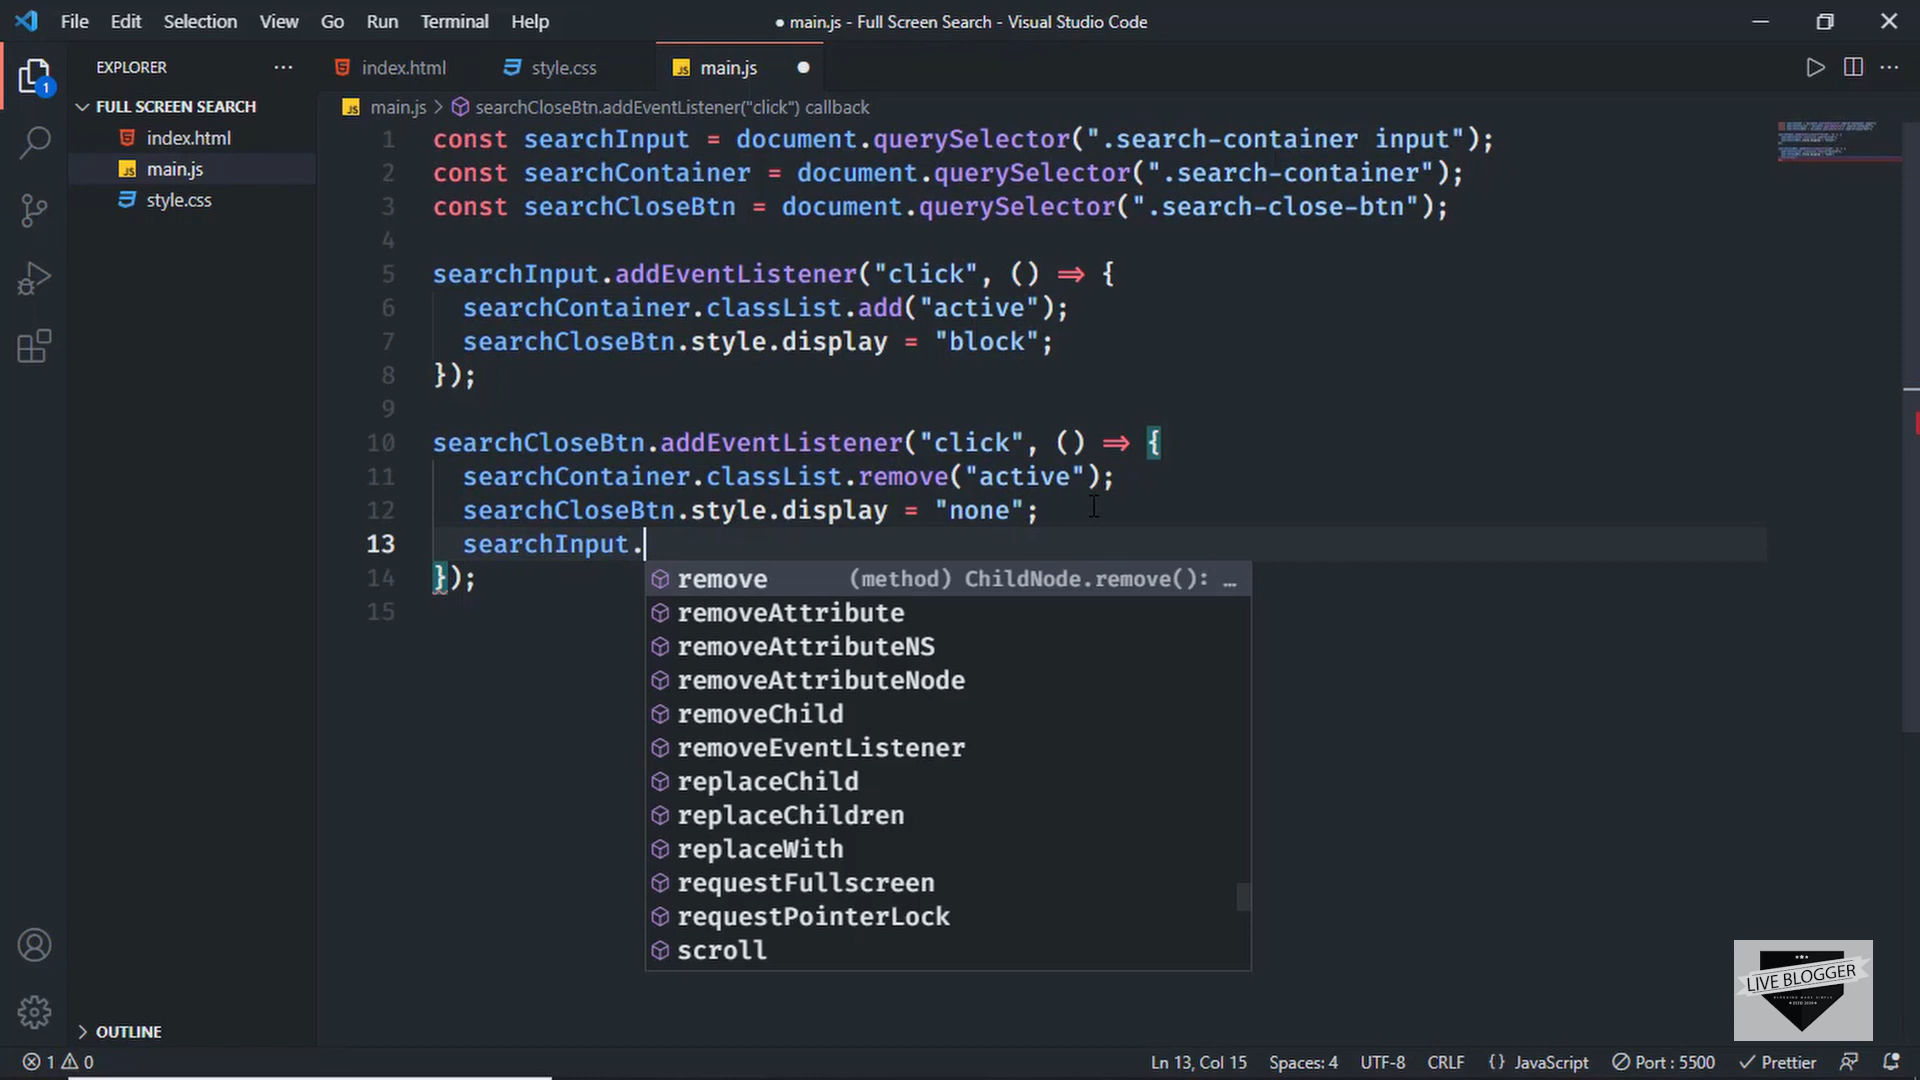 File Edit Selection View Go Run Terminal Help
● main.js - Full Screen Search - Visual Studio Code
EXPLORER
index.html
style.css
main.js
FULL SCREEN SEARCH
index.html
main.js
style.css
1
main.js > searchCloseBtn.addEventListener("click") callback
1 const searchInput = document.querySelector(".search-container input");
2 const searchContainer = document.querySelector(".search-container");
3 const searchCloseBtn = document.querySelector(".search-close-btn");
4
5 searchInput.addEventListener("click", () => {
6 searchContainer.classList.add("active");
7 searchCloseBtn.style.display = "block";
8 });
9
10 searchCloseBtn.addEventListener("click", () => {
11 searchContainer.classList.remove("active");
12 searchCloseBtn.style.display = "none";
13 searchInput.
14 });
15
remove (method) ChildNode.remove(): …
removeAttribute
removeAttributeNS
removeAttributeNode
removeChild
removeEventListener
replaceChild
replaceChildren
replaceWith
requestFullscreen
requestPointerLock
scroll
LIVE BLOGGER
OUTLINE
1 0
Ln 13, Col 15 Spaces: 4 UTF-8 CRLF {} JavaScript Port : 5500 Prettier